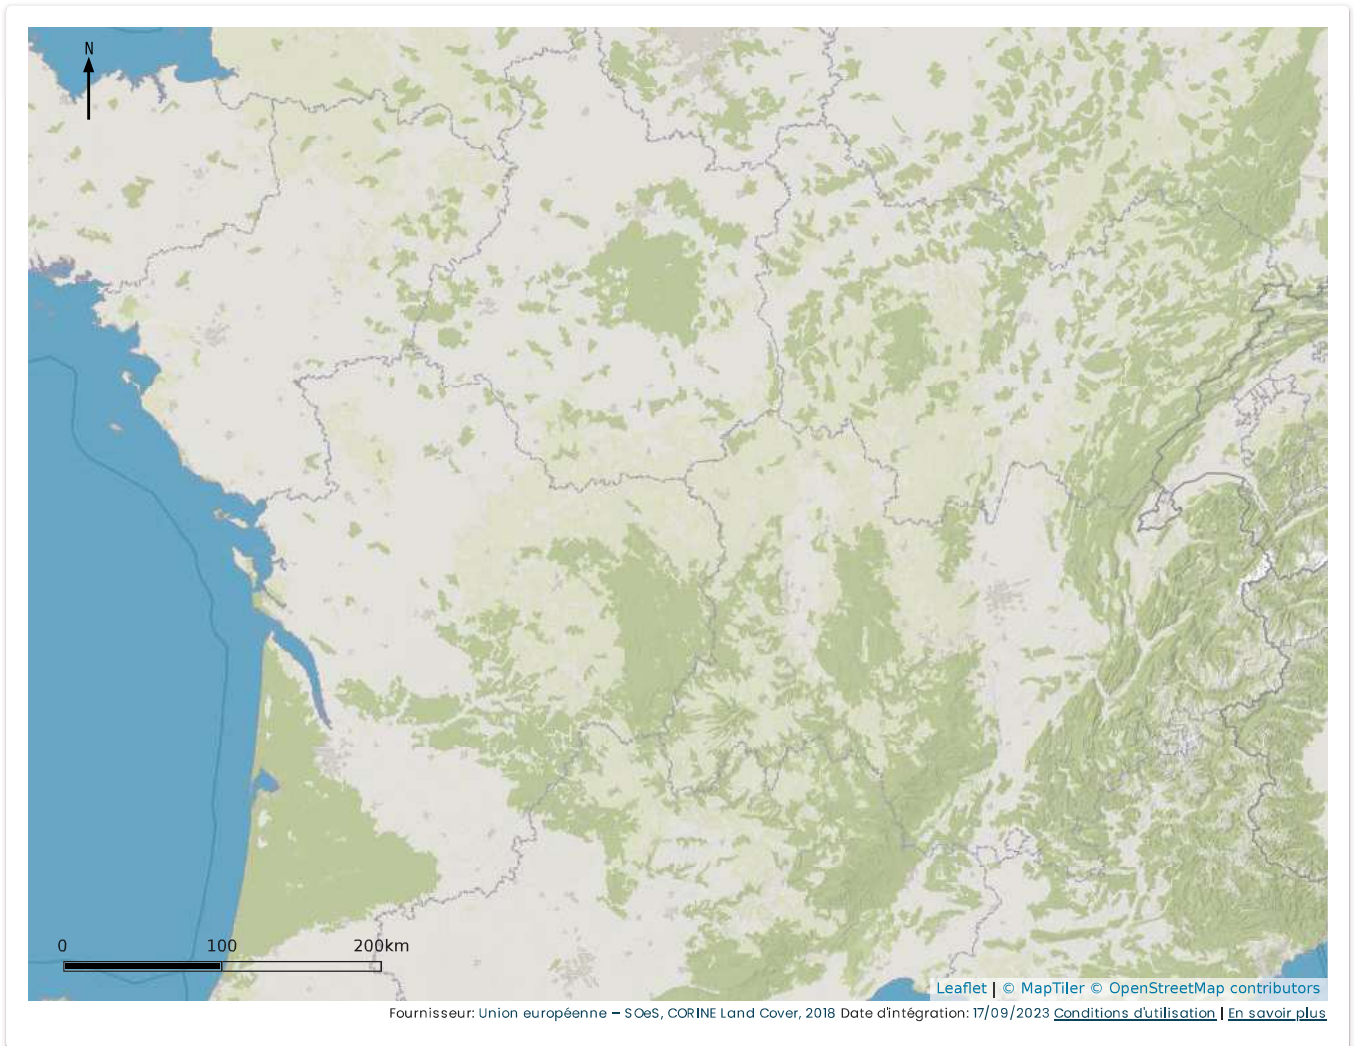 N
0 100 200km
Leaflet | © MapTiler © OpenStreetMap contributors
Fournisseur: Union européenne – SOeS, CORINE Land Cover, 2018 Date d'intégration: 17/09/2023 Conditions d'utilisation | En savoir plus